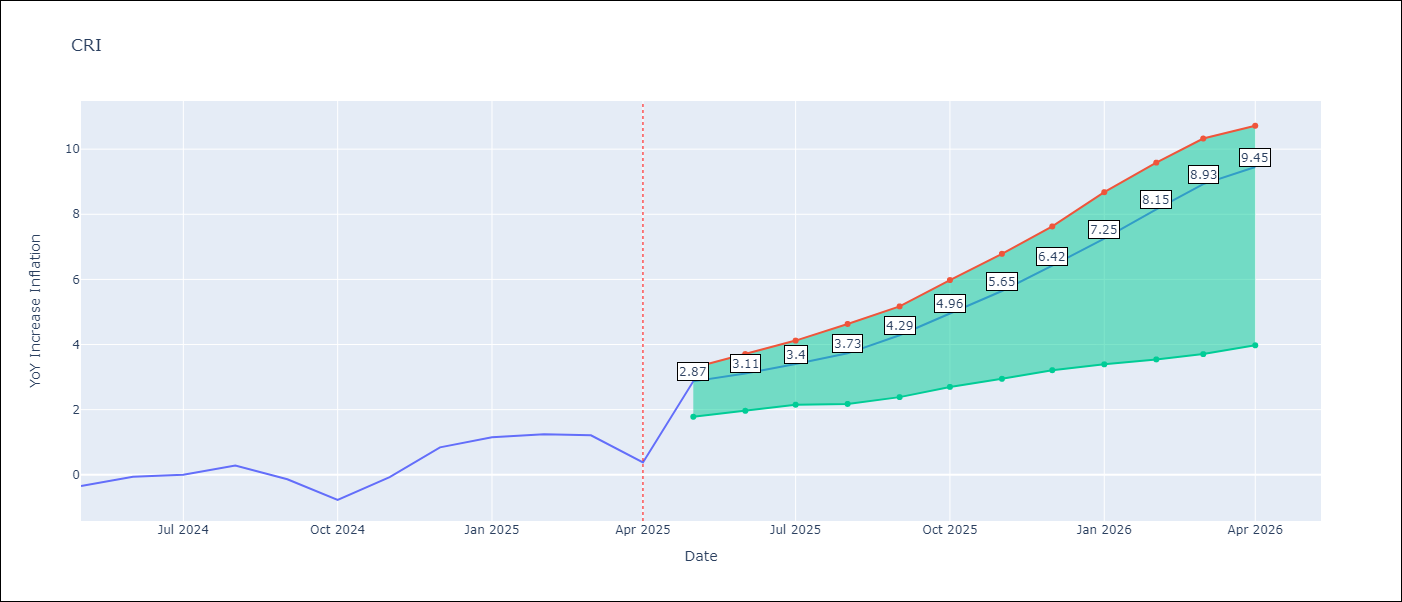 CRI
YoY Increase Inflation
10
8
6
4
2
0
2.87
3.11
3.4
3.73
4.29
4.96
5.65
6.42
7.25
8.15
8.93
9.45
Jul 2024
Oct 2024
Jan 2025
Apr 2025
Jul 2025
Oct 2025
Jan 2026
Apr 2026
Date